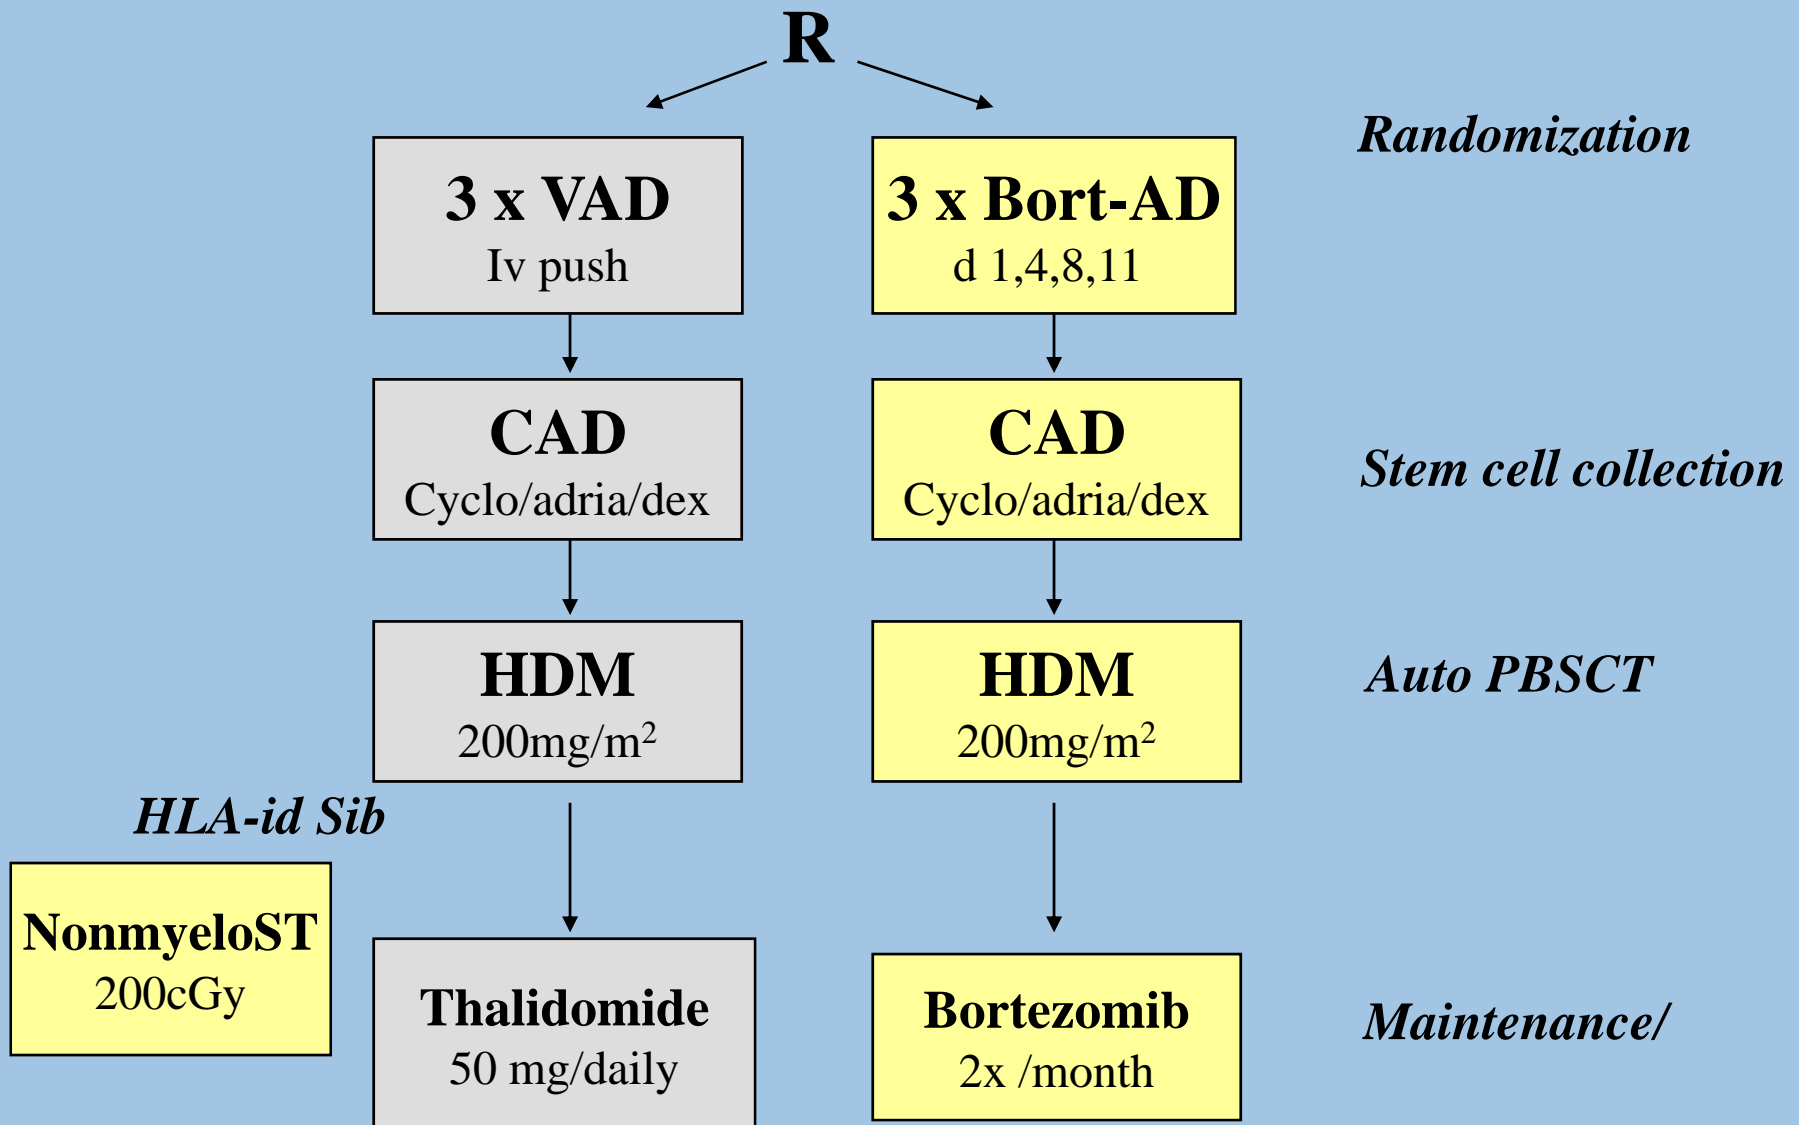 R
Randomization
3 x VAD
Iv push
3 x Bort-AD
d 1,4,8,11
CAD
Cyclo/adria/dex
CAD
Cyclo/adria/dex
Stem cell collection
HDM
200mg/m²
HDM
200mg/m²
Auto PBSCT
HLA-id Sib
NonmyeloST
200cGy
Thalidomide
50 mg/daily
Bortezomib
2x /month
Maintenance/